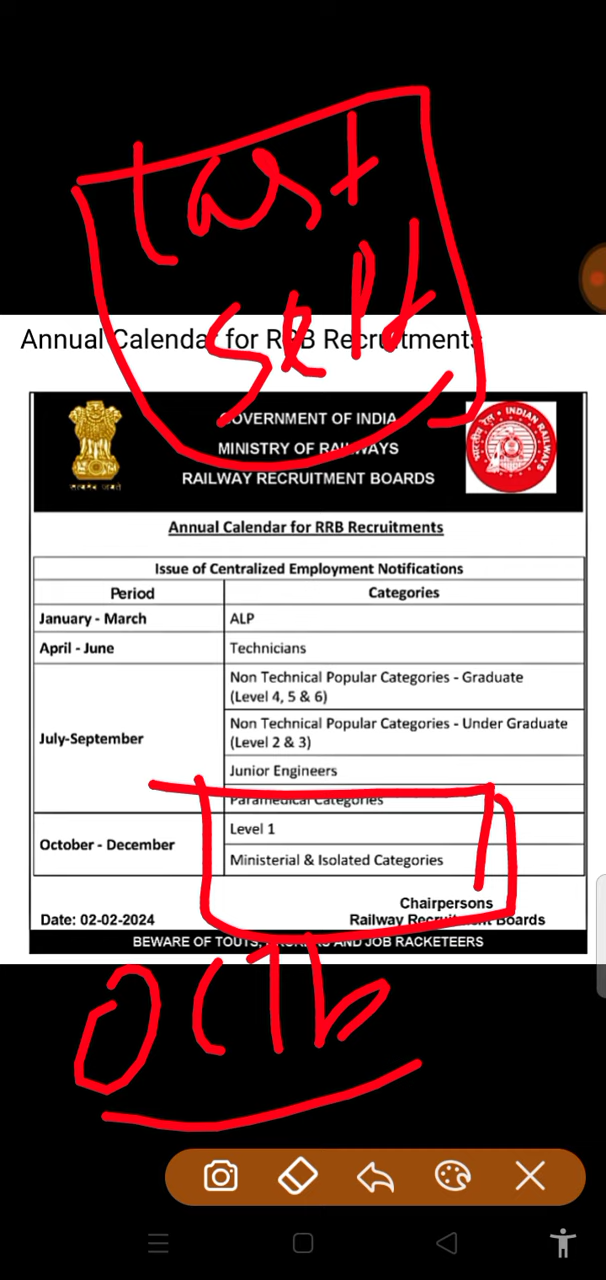 Last
Sept
Annual Calendar for RRB Recruitments
GOVERNMENT OF INDIA
MINISTRY OF RAILWAYS
RAILWAY RECRUITMENT BOARDS
INDIAN RAILWAYS
Annual Calendar for RRB Recruitments
Issue of Centralized Employment Notifications
Period Categories
January - March ALP
April - June Technicians
July-September Non Technical Popular Categories - Graduate
(Level 4, 5 & 6)
Non Technical Popular Categories - Under Graduate
(Level 2 & 3)
Junior Engineers
Paramedical Categories
October - December Level 1
Ministerial & Isolated Categories
Chairpersons
Date: 02-02-2024 Railway Recruitment Boards
BEWARE OF TOUTS, BROKERS AND JOB RACKETEERS